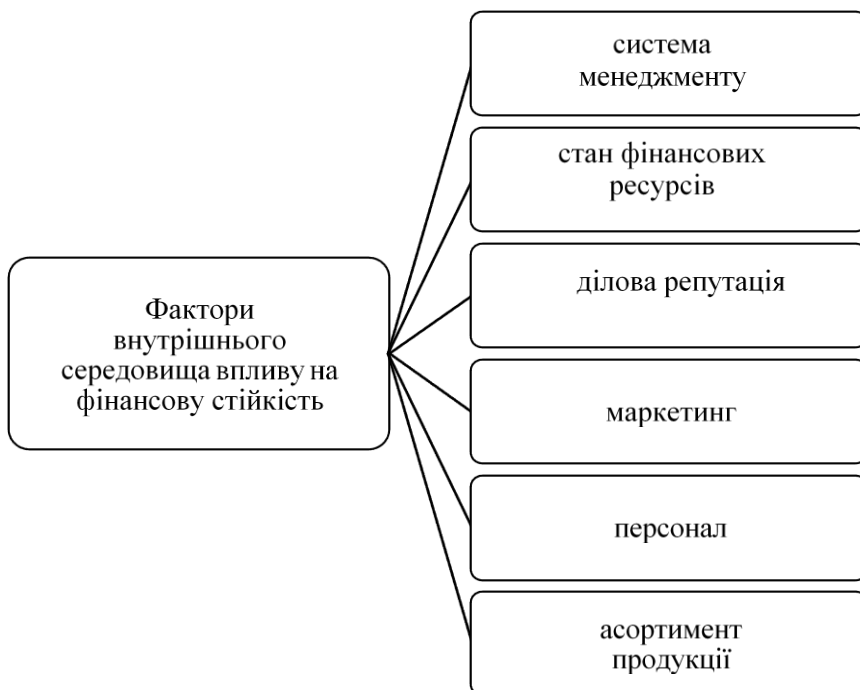 система
менеджменту
стан фінансових
ресурсів
ділова репутація
Фактори
внутрішнього
середовища впливу на
фінансову стійкість
маркетинг
персонал
асортимент
продукції